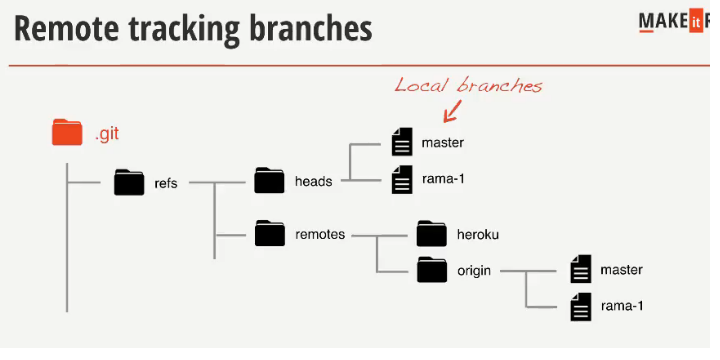 Remote tracking branches
MAKE it R
Local branches
.git
master
refs
heads
rama-1
remotes
heroku
origin
master
rama-1